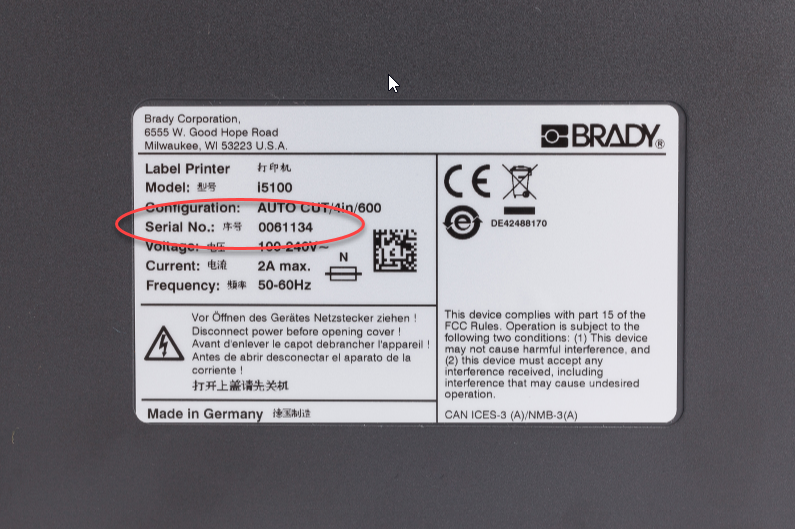 Brady Corporation,
6555 W. Good Hope Road
Milwaukee, WI 53223 U.S.A.
BRADY®
Label Printer 打印机
Model: 型号 i5100
Configuration: AUTO CUT/4in/600
Serial No.: 序号 0061134
Voltage: 电压 100-240V~
Current: 电流 2A max.
Frequency: 频率 50-60Hz
N
CE
e
DE42488170
Vor Öffnen des Gerätes Netzstecker ziehen !
Disconnect power before opening cover !
Avant d'enlever le capot debrancher l'appareil !
Antes de abrir desconectar el aparato de la
corriente !
打开上盖请先关机
This device complies with part 15 of the
FCC Rules. Operation is subject to the
following two conditions: (1) This device
may not cause harmful interference, and
(2) this device must accept any
interference received, including
interference that may cause undesired
operation.
Made in Germany 德国制造
CAN ICES-3 (A)/NMB-3(A)